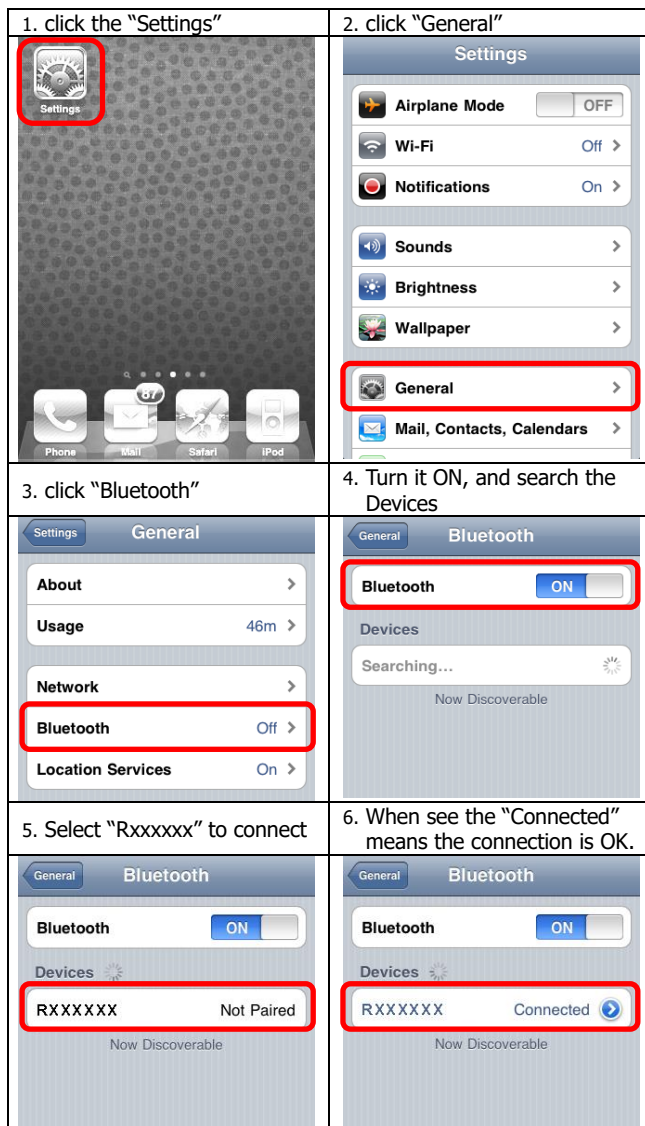 1. click the “Settings”
Settings
87
Phone Mail Safari iPod
2. click “General”
Settings
Airplane Mode OFF
Wi-Fi Off
Notifications On
Sounds
Brightness
Wallpaper
General
Mail, Contacts, Calendars
3. click “Bluetooth”
Settings General
About
Usage 46m
Network
Bluetooth Off
Location Services On
4. Turn it ON, and search the
Devices
General Bluetooth
Bluetooth ON
Devices
Searching...
Now Discoverable
5. Select “Rxxxxxx” to connect
General Bluetooth
Bluetooth ON
Devices
RXXXXXX Not Paired
Now Discoverable
6. When see the “Connected”
means the connection is OK.
General Bluetooth
Bluetooth ON
Devices
RXXXXXX Connected
Now Discoverable